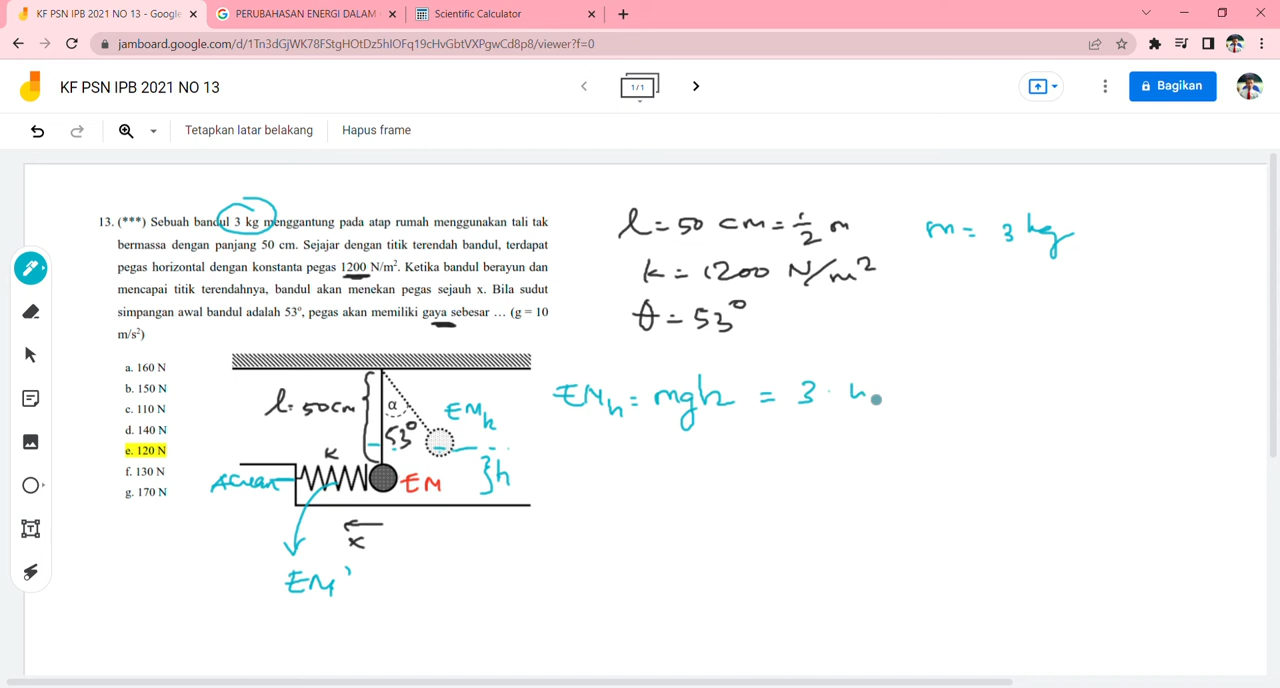 KF PSN IPB 2021 NO 13 - Google
PERUBAHASAN ENERGI DALAM
Scientific Calculator
jamboard.google.com/d/1Tn3dGjWK78FStgHOtDz5hIOFq19cHvGbtVXPgwCd8p8/viewer?f=0
KF PSN IPB 2021 NO 13
1/1
Bagikan
Tetapkan latar belakang
Hapus frame
13. (***) Sebuah bandul 3 kg menggantung pada atap rumah menggunakan tali tak
bermassa dengan panjang 50 cm. Sejajar dengan titik terendah bandul, terdapat
pegas horizontal dengan konstanta pegas 1200 N/m². Ketika bandul berayun dan
mencapai titik terendahnya, bandul akan menekan pegas sejauh x. Bila sudut
simpangan awal bandul adalah 53°, pegas akan memiliki gaya sebesar … (g = 10
m/s²)
a. 160 N
b. 150 N
c. 110 N
d. 140 N
e. 120 N
f. 130 N
g. 170 N
l = 50 cm = 1/2 m
m = 3 kg
k = 1200 N/m²
θ = 53°
EMh = mgh = 3 ·
l = 50 cm
α
53°
EMh
h
K
EM
x
EM'